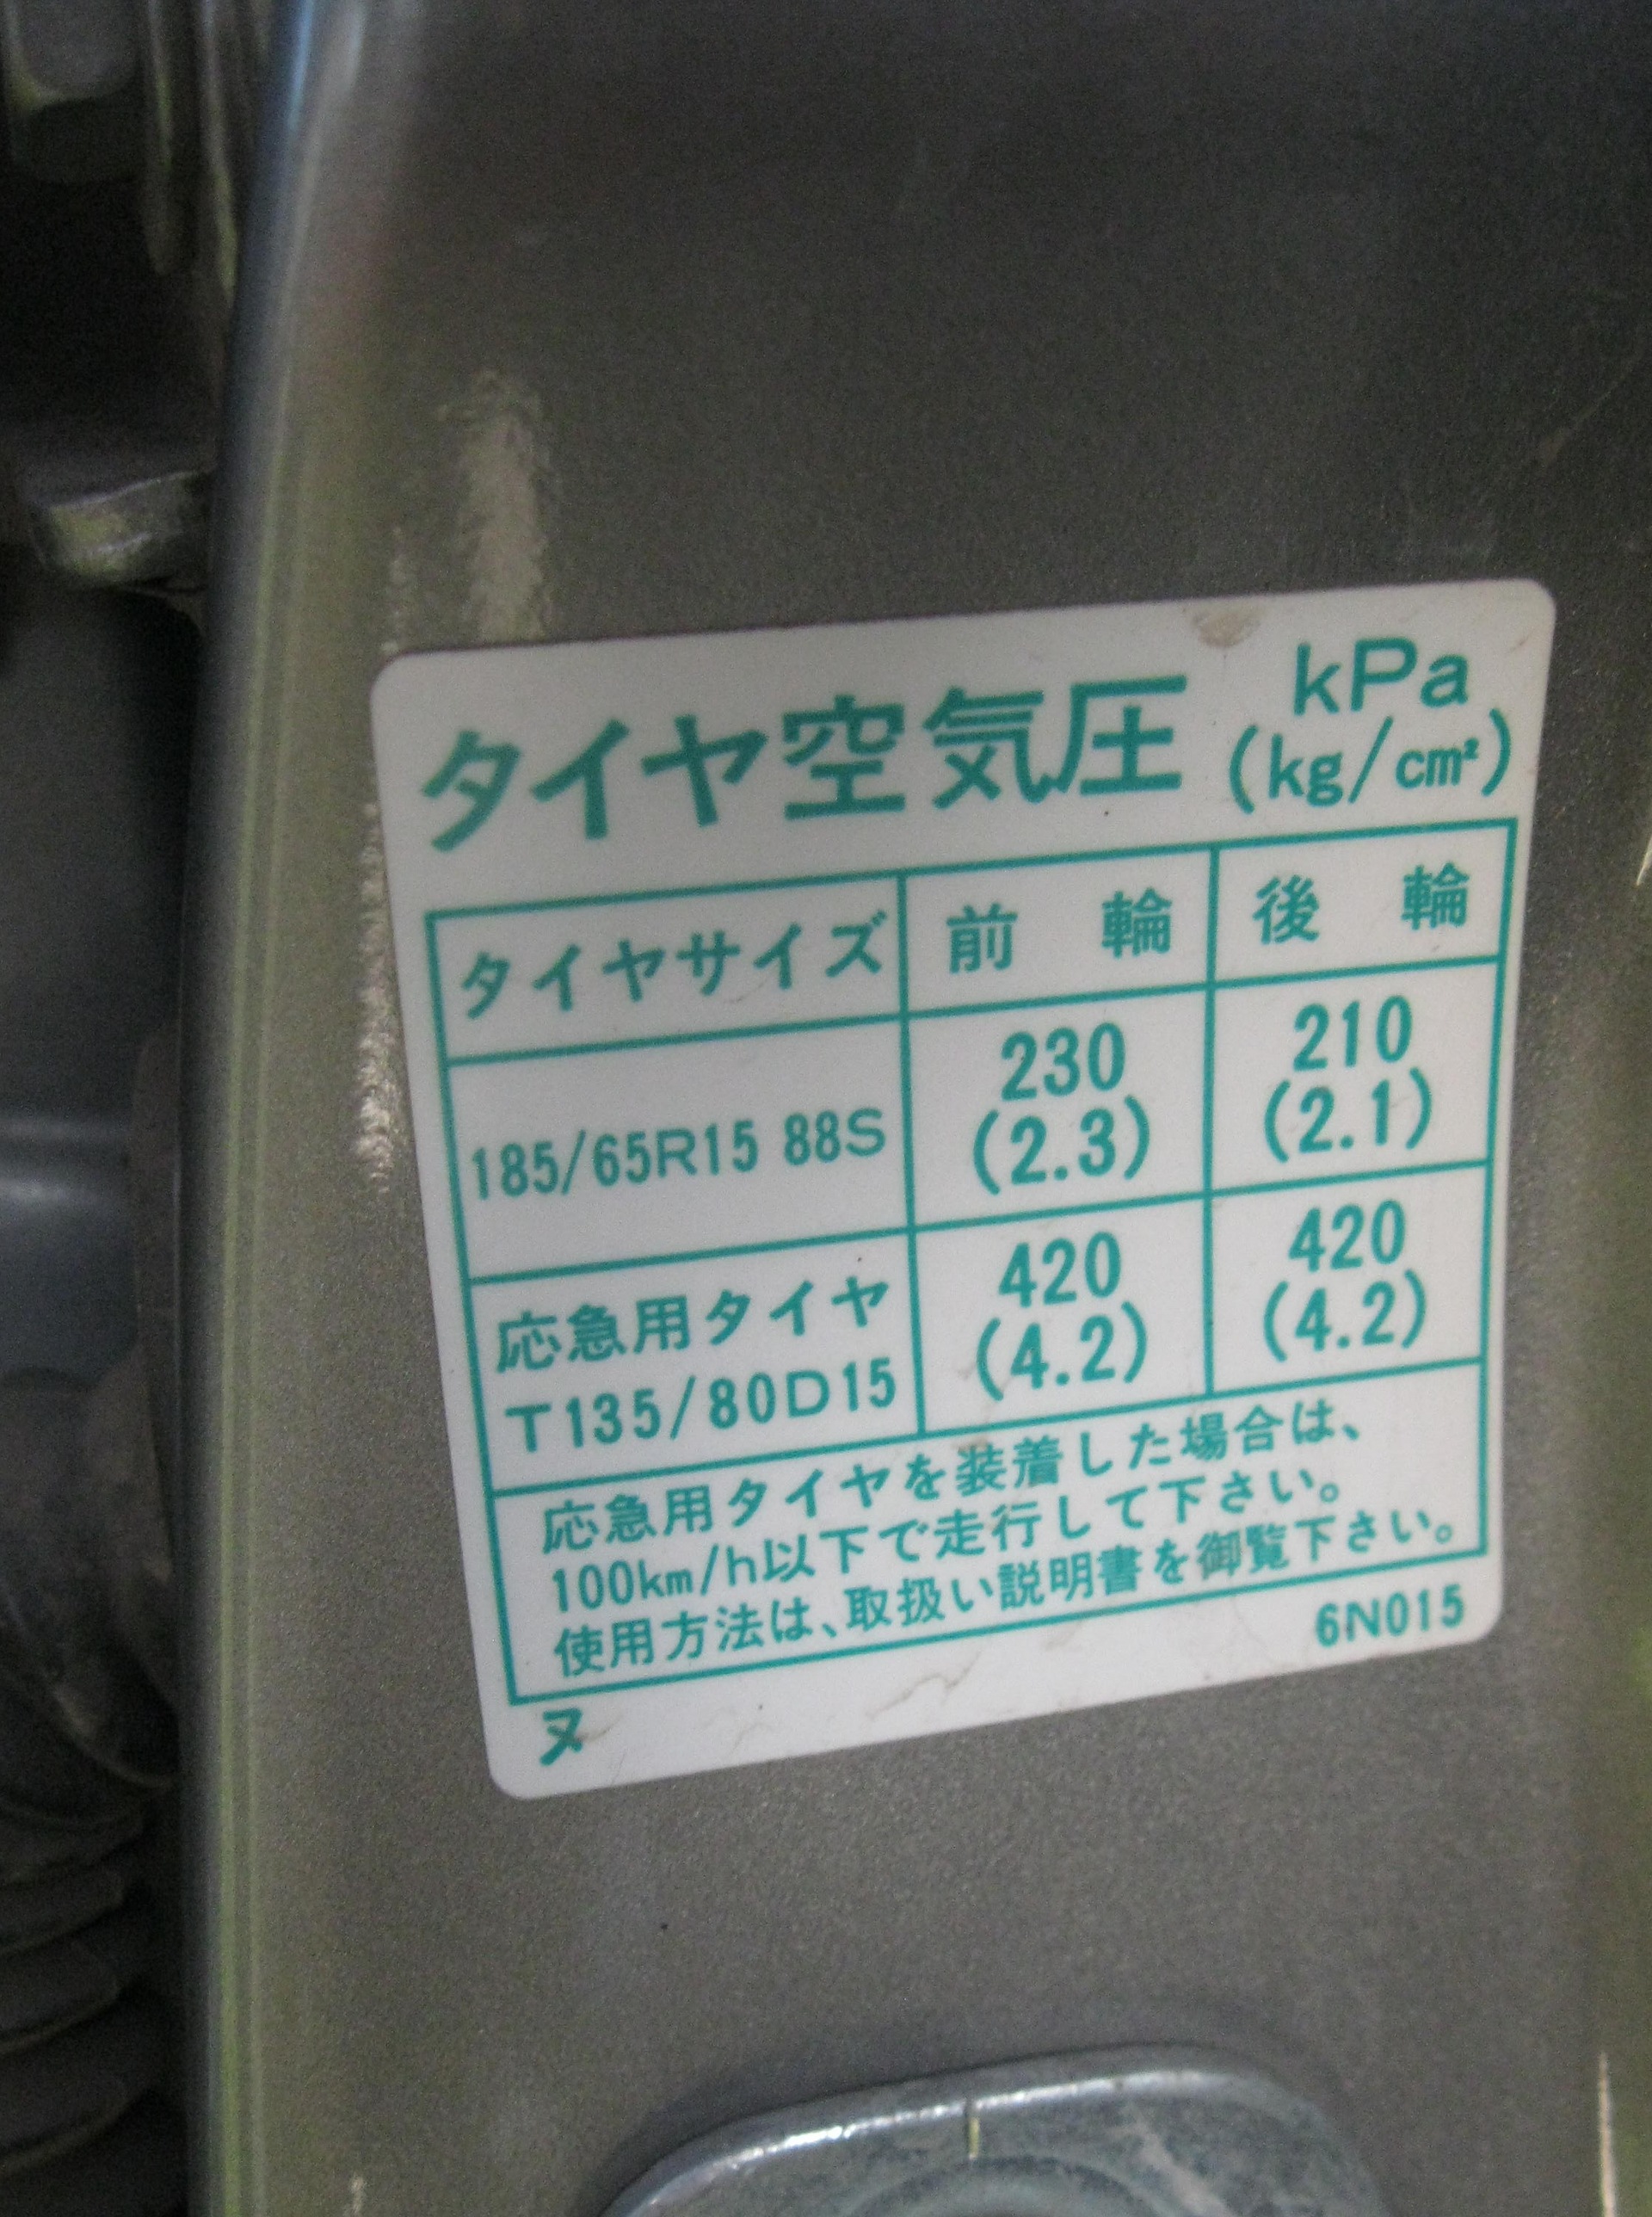 タイヤ空気圧 kPa
(kg/cm²)
タイヤサイズ 前輪 後輪
185/65R15 88S 230 210
(2.3) (2.1)
応急用タイヤ 420 420
T135/80D15 (4.2) (4.2)
応急用タイヤを装着した場合は、
100km/h以下で走行して下さい。
使用方法は、取扱い説明書を御覧下さい。
6N015
ヌ